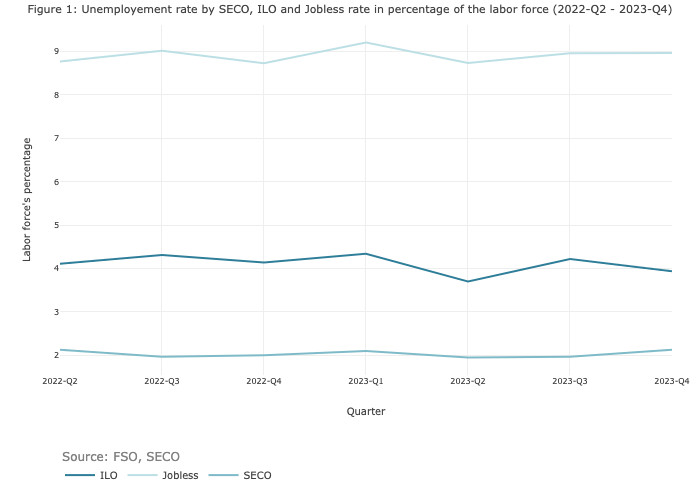 Figure 1: Unemployement rate by SECO, ILO and Jobless rate in percentage of the labor force (2022-Q2 - 2023-Q4)
Labor force's percentage
9
8
7
6
5
4
3
2
2022-Q2 2022-Q3 2022-Q4 2023-Q1 2023-Q2 2023-Q3 2023-Q4
Quarter
Source: FSO, SECO
ILO Jobless SECO